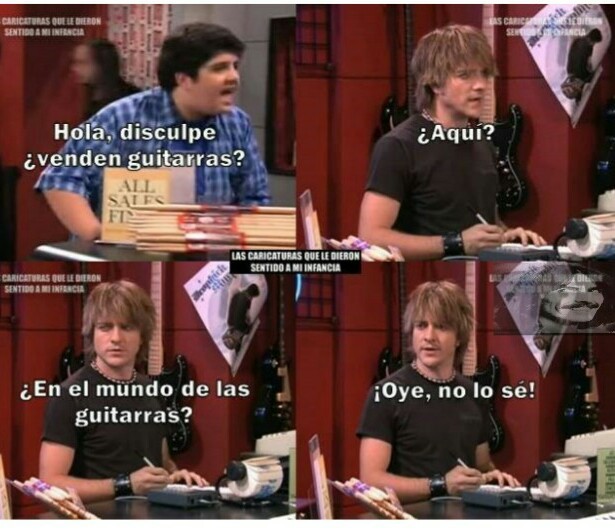 CARICATURAS QUE LE DIERON
SENTIDO A MI INFANCIA
Hola, disculpe
¿venden guitarras?
ALL
SALES
¿Aquí?
LAS CARICATURAS QUE LE DIERON
SENTIDO A MI INFANCIA
CARICATURAS QUE LE DIERON
SENTIDO A MI INFANCIA
¿En el mundo de las
guitarras?
¡Oye, no lo sé!